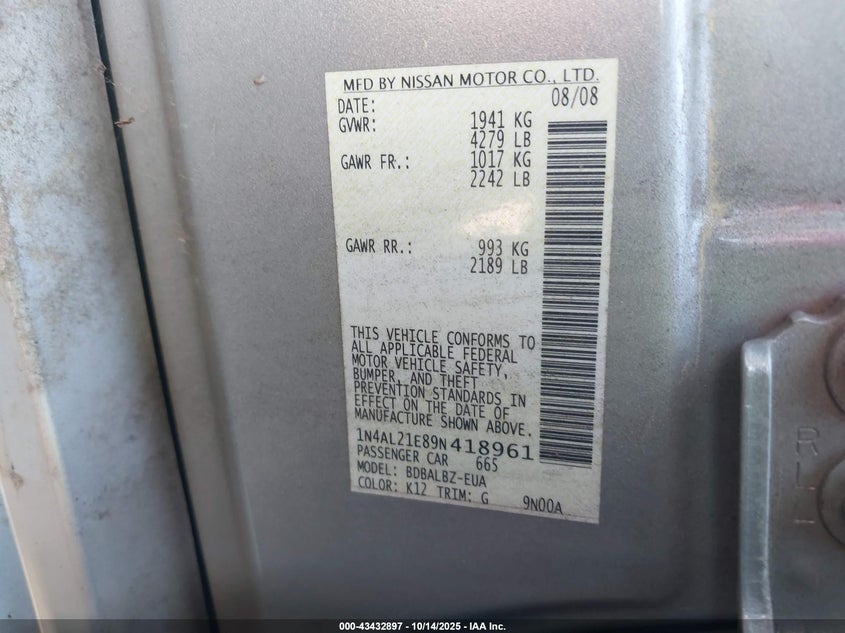 MFD BY NISSAN MOTOR CO., LTD.
DATE: 08/08
GVWR: 1941 KG
4279 LB
GAWR FR.: 1017 KG
2242 LB
GAWR RR.: 993 KG
2189 LB
THIS VEHICLE CONFORMS TO
ALL APPLICABLE FEDERAL
MOTOR VEHICLE SAFETY,
BUMPER, AND THEFT
PREVENTION STANDARDS IN
EFFECT ON THE DATE OF
MANUFACTURE SHOWN ABOVE.
1N4AL21E89N418961
PASSENGER CAR 665
MODEL: BDBALBZ-EUA
COLOR: K12 TRIM: G 9N00A
000-43432897 - 10/14/2025 - IAA Inc.